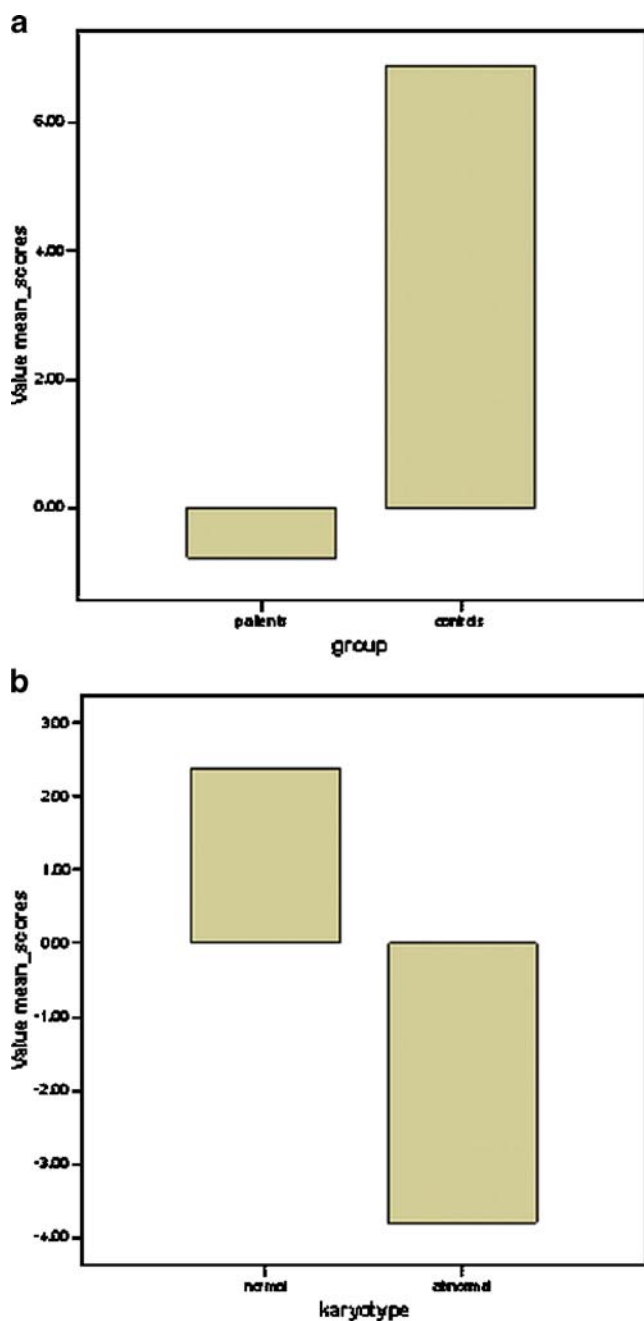 a
6.00
4.00
2.00
0.00
Value mean_scores
patients
controls
group
b
3.00
2.00
1.00
0.00
-1.00
-2.00
-3.00
-4.00
Value mean_scores
normal
abnormal
karyotype